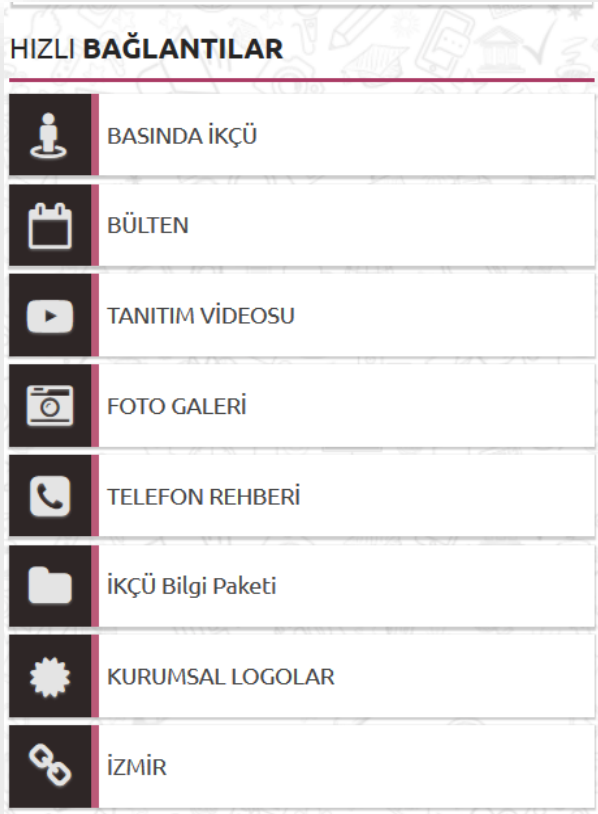 HIZLI BAĞLANTILAR
BASINDA İKÇÜ
BÜLTEN
TANITIM VİDEOSU
FOTO GALERİ
TELEFON REHBERİ
İKÇÜ Bilgi Paketi
KURUMSAL LOGOLAR
İZMİR